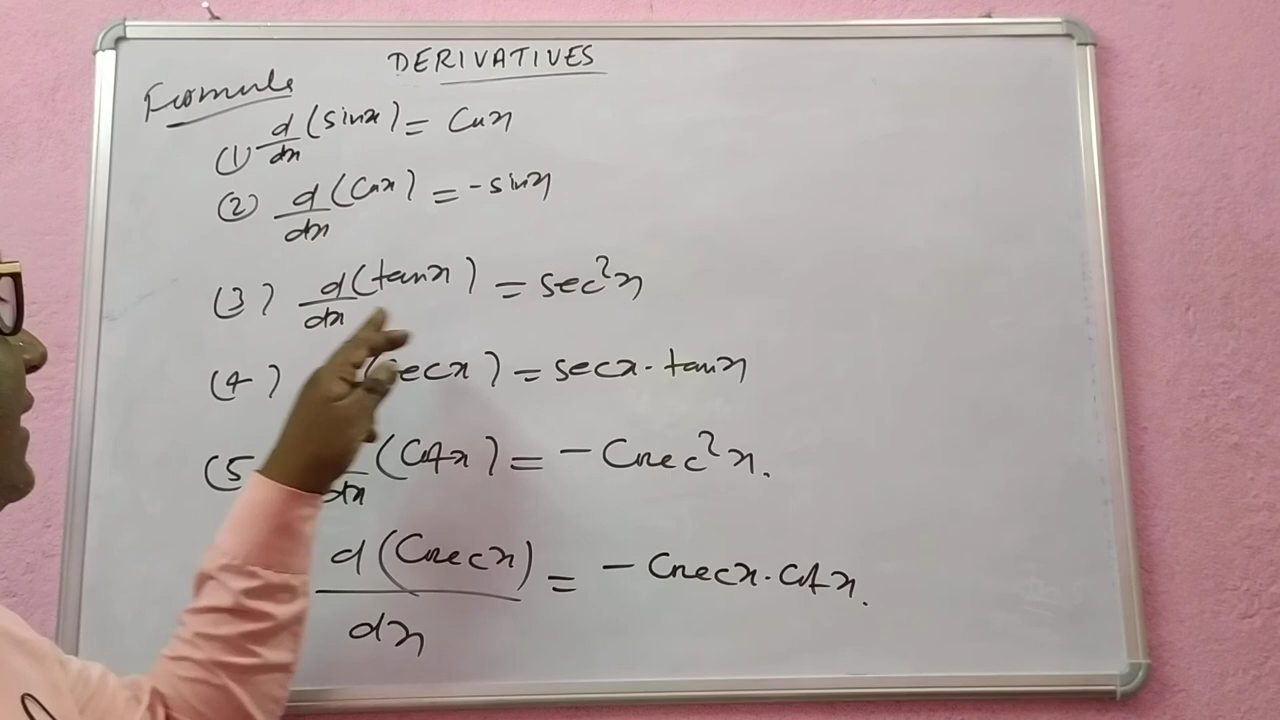 DERIVATIVES
Formula
(1) d/dx (sinx) = Cosx
(2) d/dx (Cosx) = -sinx
(3) d/dx (tanx) = sec²x
(4) (secx) = secx · tanx
(5 dx (Cotx) = - Cosec²x.
d(Cosecx)/dx = - Cosecx · Cotx.